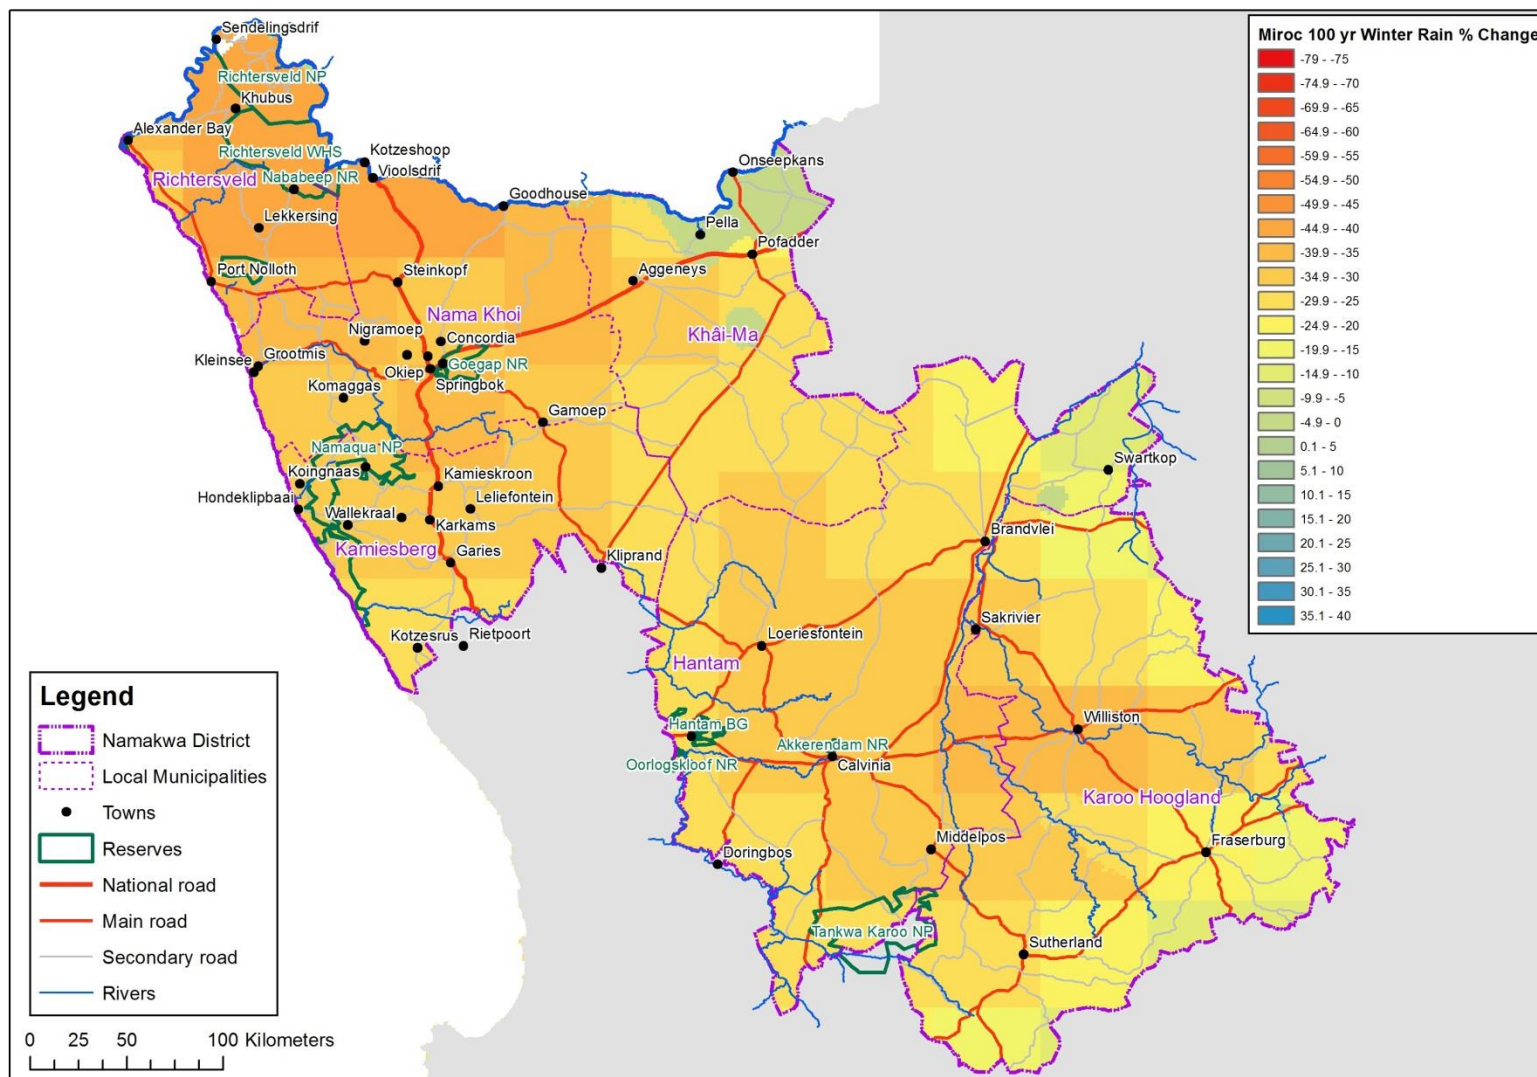 Sendelingsdrif
Richtersveld NP
Khubus
Alexander Bay
Richtersveld WHS
Kotzeshoop
Richtersveld
Nababeep NR
Vioolsdrif
Onseepkans
Goodhouse
Lekkersing
Pella
Pofadder
Port Nolloth
Steinkopf
Aggeneys
Nama Khoi
Nigramoep
Concordia
Khâi-Ma
Kleinsee
Grootmis
Okiep
Goegap NR
Komaggas
Springbok
Gamoep
Namaqua NP
Koingnaas
Kamieskroon
Swartkop
Hondeklipbaai
Leliefontein
Wallekraal
Karkams
Brandvlei
Kamiesberg
Garies
Kliprand
Sakrivier
Kotzesrus
Rietpoort
Loeriesfontein
Hantam
Hantam BG
Williston
Akkerendam NR
Oorlogskloof NR
Calvinia
Karoo Hoogland
Middelpos
Fraserburg
Doringbos
Tankwa Karoo NP
Sutherland
Miroc 100 yr Winter Rain % Change
-79 - -75
-74.9 - -70
-69.9 - -65
-64.9 - -60
-59.9 - -55
-54.9 - -50
-49.9 - -45
-44.9 - -40
-39.9 - -35
-34.9 - -30
-29.9 - -25
-24.9 - -20
-19.9 - -15
-14.9 - -10
-9.9 - -5
-4.9 - 0
0.1 - 5
5.1 - 10
10.1 - 15
15.1 - 20
20.1 - 25
25.1 - 30
30.1 - 35
35.1 - 40
Legend
Namakwa District
Local Municipalities
Towns
Reserves
National road
Main road
Secondary road
Rivers
0 25 50 100 Kilometers